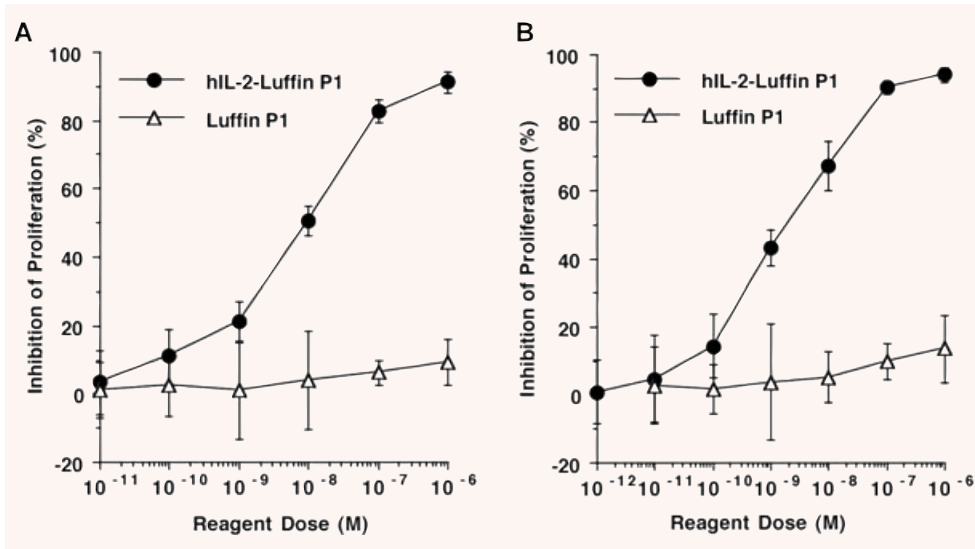 A
100
80
60
40
20
0
-20
Inhibition of Proliferation (%)
hIL-2-Luffin P1
Luffin P1
10⁻¹¹ 10⁻¹⁰ 10⁻⁹ 10⁻⁸ 10⁻⁷ 10⁻⁶
Reagent Dose (M)
B
100
80
60
40
20
0
-20
Inhibition of Proliferation (%)
hIL-2-Luffin P1
Luffin P1
10⁻¹² 10⁻¹¹ 10⁻¹⁰ 10⁻⁹ 10⁻⁸ 10⁻⁷ 10⁻⁶
Reagent Dose (M)